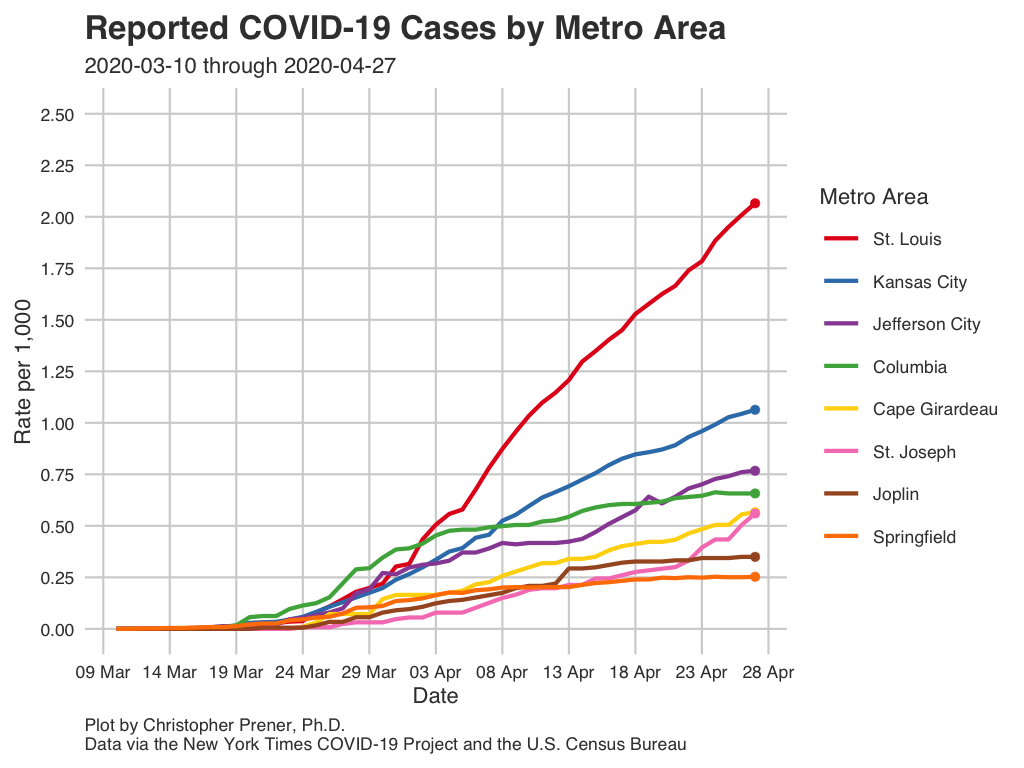 Reported COVID-19 Cases by Metro Area
2020-03-10 through 2020-04-27
2.50
2.25
2.00
1.75
1.50
1.25
1.00
0.75
0.50
0.25
0.00
Rate per 1,000
09 Mar 14 Mar 19 Mar 24 Mar 29 Mar 03 Apr 08 Apr 13 Apr 18 Apr 23 Apr 28 Apr
Date
Metro Area
St. Louis
Kansas City
Jefferson City
Columbia
Cape Girardeau
St. Joseph
Joplin
Springfield
Plot by Christopher Prener, Ph.D.
Data via the New York Times COVID-19 Project and the U.S. Census Bureau